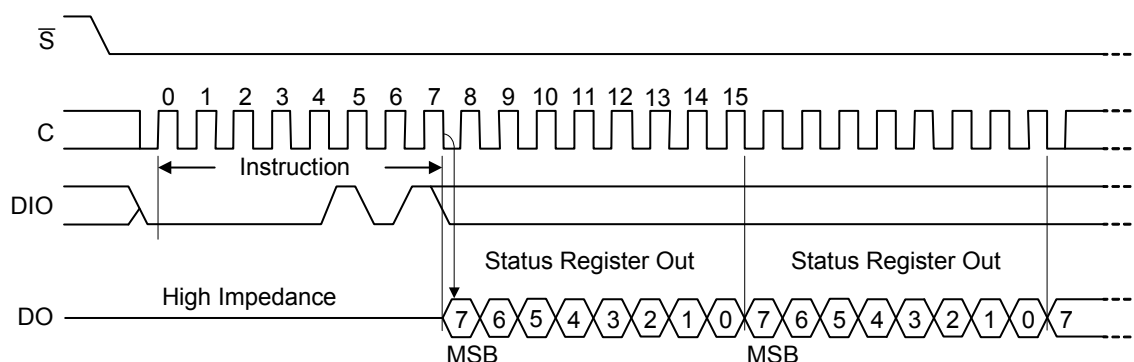 S
0 1 2 3 4 5 6 7 8 9 10 11 12 13 14 15
C
Instruction
DIO
Status Register Out Status Register Out
High Impedance
DO
7 6 5 4 3 2 1 0 7 6 5 4 3 2 1 0 7
MSB MSB